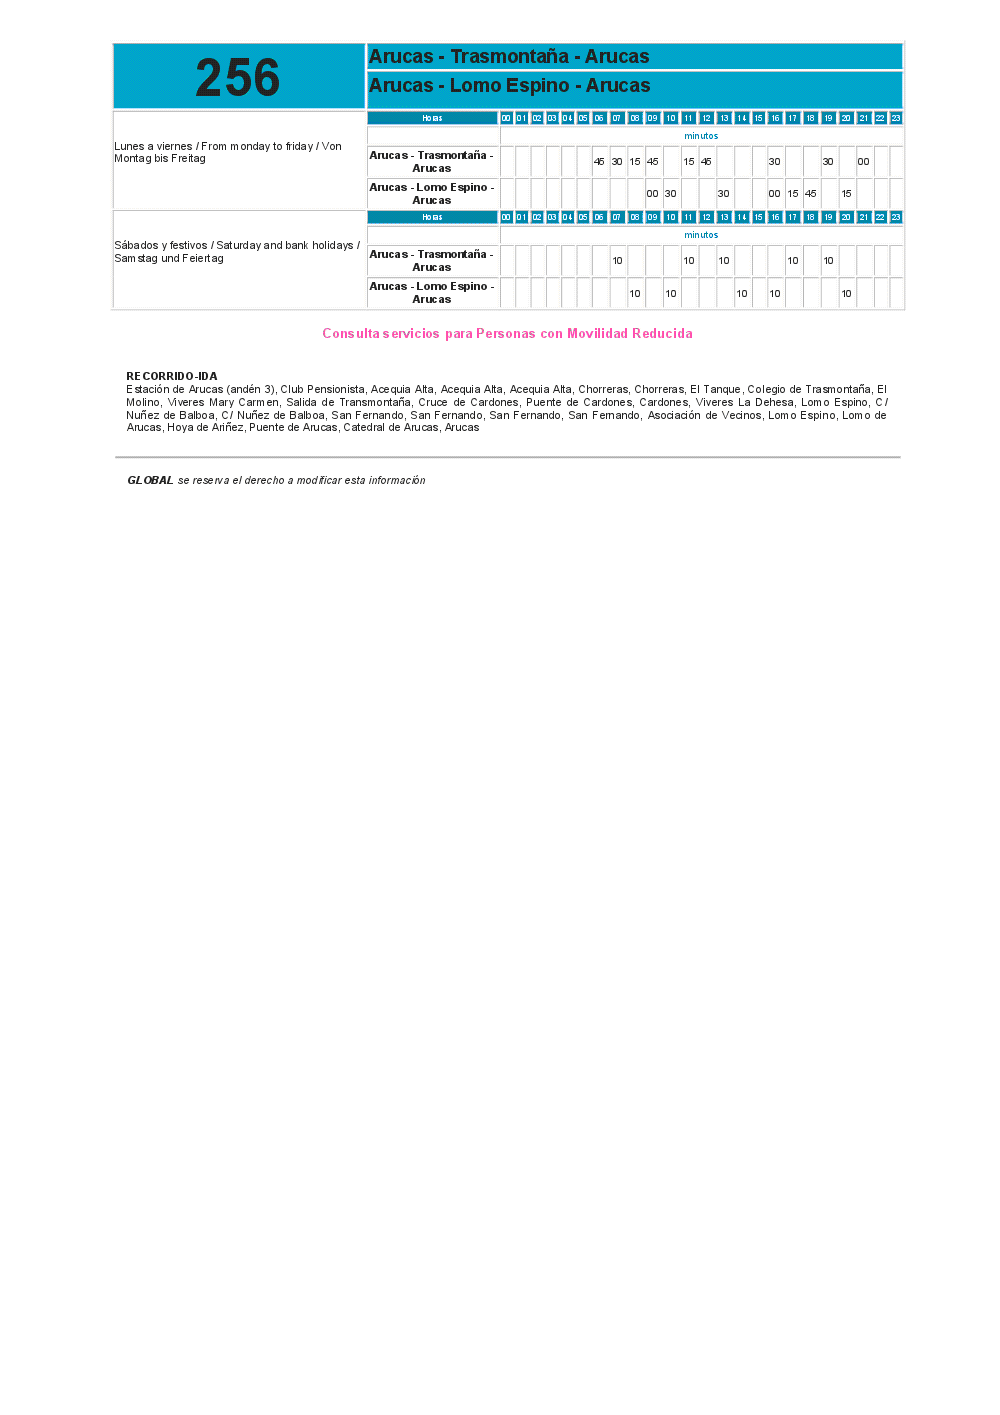 256
Arucas - Trasmontaña - Arucas
Arucas - Lomo Espino - Arucas
Lunes a viernes / From monday to friday / Von
Montag bis Freitag
Horas 00 01 02 03 04 05 06 07 08 09 10 11 12 13 14 15 16 17 18 19 20 21 22 23
minutos
Arucas - Trasmontaña -
Arucas
45 30 15 45 15 45 30 30 00
Arucas - Lomo Espino -
Arucas
00 30 30 00 15 45 15
Sábados y festivos / Saturday and bank holidays /
Samstag und Feiertag
Horas 00 01 02 03 04 05 06 07 08 09 10 11 12 13 14 15 16 17 18 19 20 21 22 23
minutos
Arucas - Trasmontaña -
Arucas
10 10 10 10 10
Arucas - Lomo Espino -
Arucas
10 10 10 10 10
Consulta servicios para Personas con Movilidad Reducida
RECORRIDO-IDA
Estación de Arucas (andén 3), Club Pensionista, Acequia Alta, Acequia Alta, Acequia Alta, Chorreras, Chorreras, El Tanque, Colegio de Trasmontaña, El
Molino, Viveres Mary Carmen, Salida de Transmontaña, Cruce de Cardones, Puente de Cardones, Cardones, Viveres La Dehesa, Lomo Espino, C/
Nuñez de Balboa, C/ Nuñez de Balboa, San Fernando, San Fernando, San Fernando, San Fernando, Asociación de Vecinos, Lomo Espino, Lomo de
Arucas, Hoya de Ariñez, Puente de Arucas, Catedral de Arucas, Arucas
GLOBAL se reserva el derecho a modificar esta información